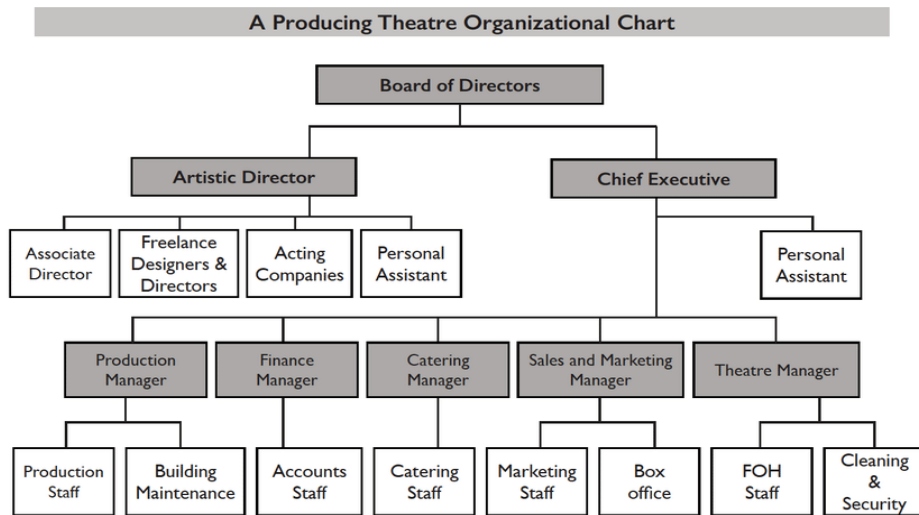 A Producing Theatre Organizational Chart
Board of Directors
Artistic Director
Chief Executive
Associate
Director
Freelance
Designers &
Directors
Acting
Companies
Personal
Assistant
Personal
Assistant
Production
Manager
Finance
Manager
Catering
Manager
Sales and Marketing
Manager
Theatre Manager
Production
Staff
Building
Maintenance
Accounts
Staff
Catering
Staff
Marketing
Staff
Box
office
FOH
Staff
Cleaning
&
Security